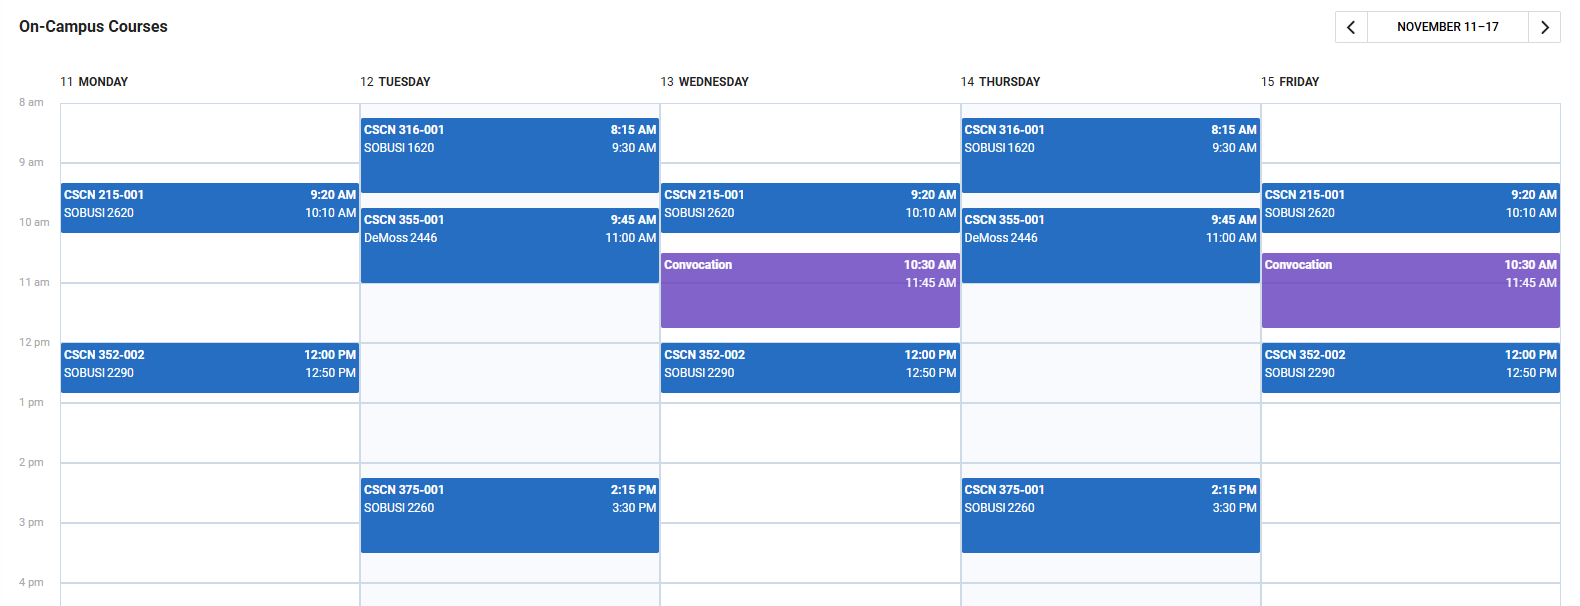 On-Campus Courses
NOVEMBER 11–17
11 MONDAY
12 TUESDAY
13 WEDNESDAY
14 THURSDAY
15 FRIDAY
8 am
9 am
10 am
11 am
12 pm
1 pm
2 pm
3 pm
4 pm
CSCN 215-001 9:20 AM
SOBUSI 2620 10:10 AM
CSCN 352-002 12:00 PM
SOBUSI 2290 12:50 PM
CSCN 316-001 8:15 AM
SOBUSI 1620 9:30 AM
CSCN 355-001 9:45 AM
DeMoss 2446 11:00 AM
CSCN 375-001 2:15 PM
SOBUSI 2260 3:30 PM
CSCN 215-001 9:20 AM
SOBUSI 2620 10:10 AM
Convocation 10:30 AM
11:45 AM
CSCN 352-002 12:00 PM
SOBUSI 2290 12:50 PM
CSCN 316-001 8:15 AM
SOBUSI 1620 9:30 AM
CSCN 355-001 9:45 AM
DeMoss 2446 11:00 AM
CSCN 375-001 2:15 PM
SOBUSI 2260 3:30 PM
CSCN 215-001 9:20 AM
SOBUSI 2620 10:10 AM
Convocation 10:30 AM
11:45 AM
CSCN 352-002 12:00 PM
SOBUSI 2290 12:50 PM